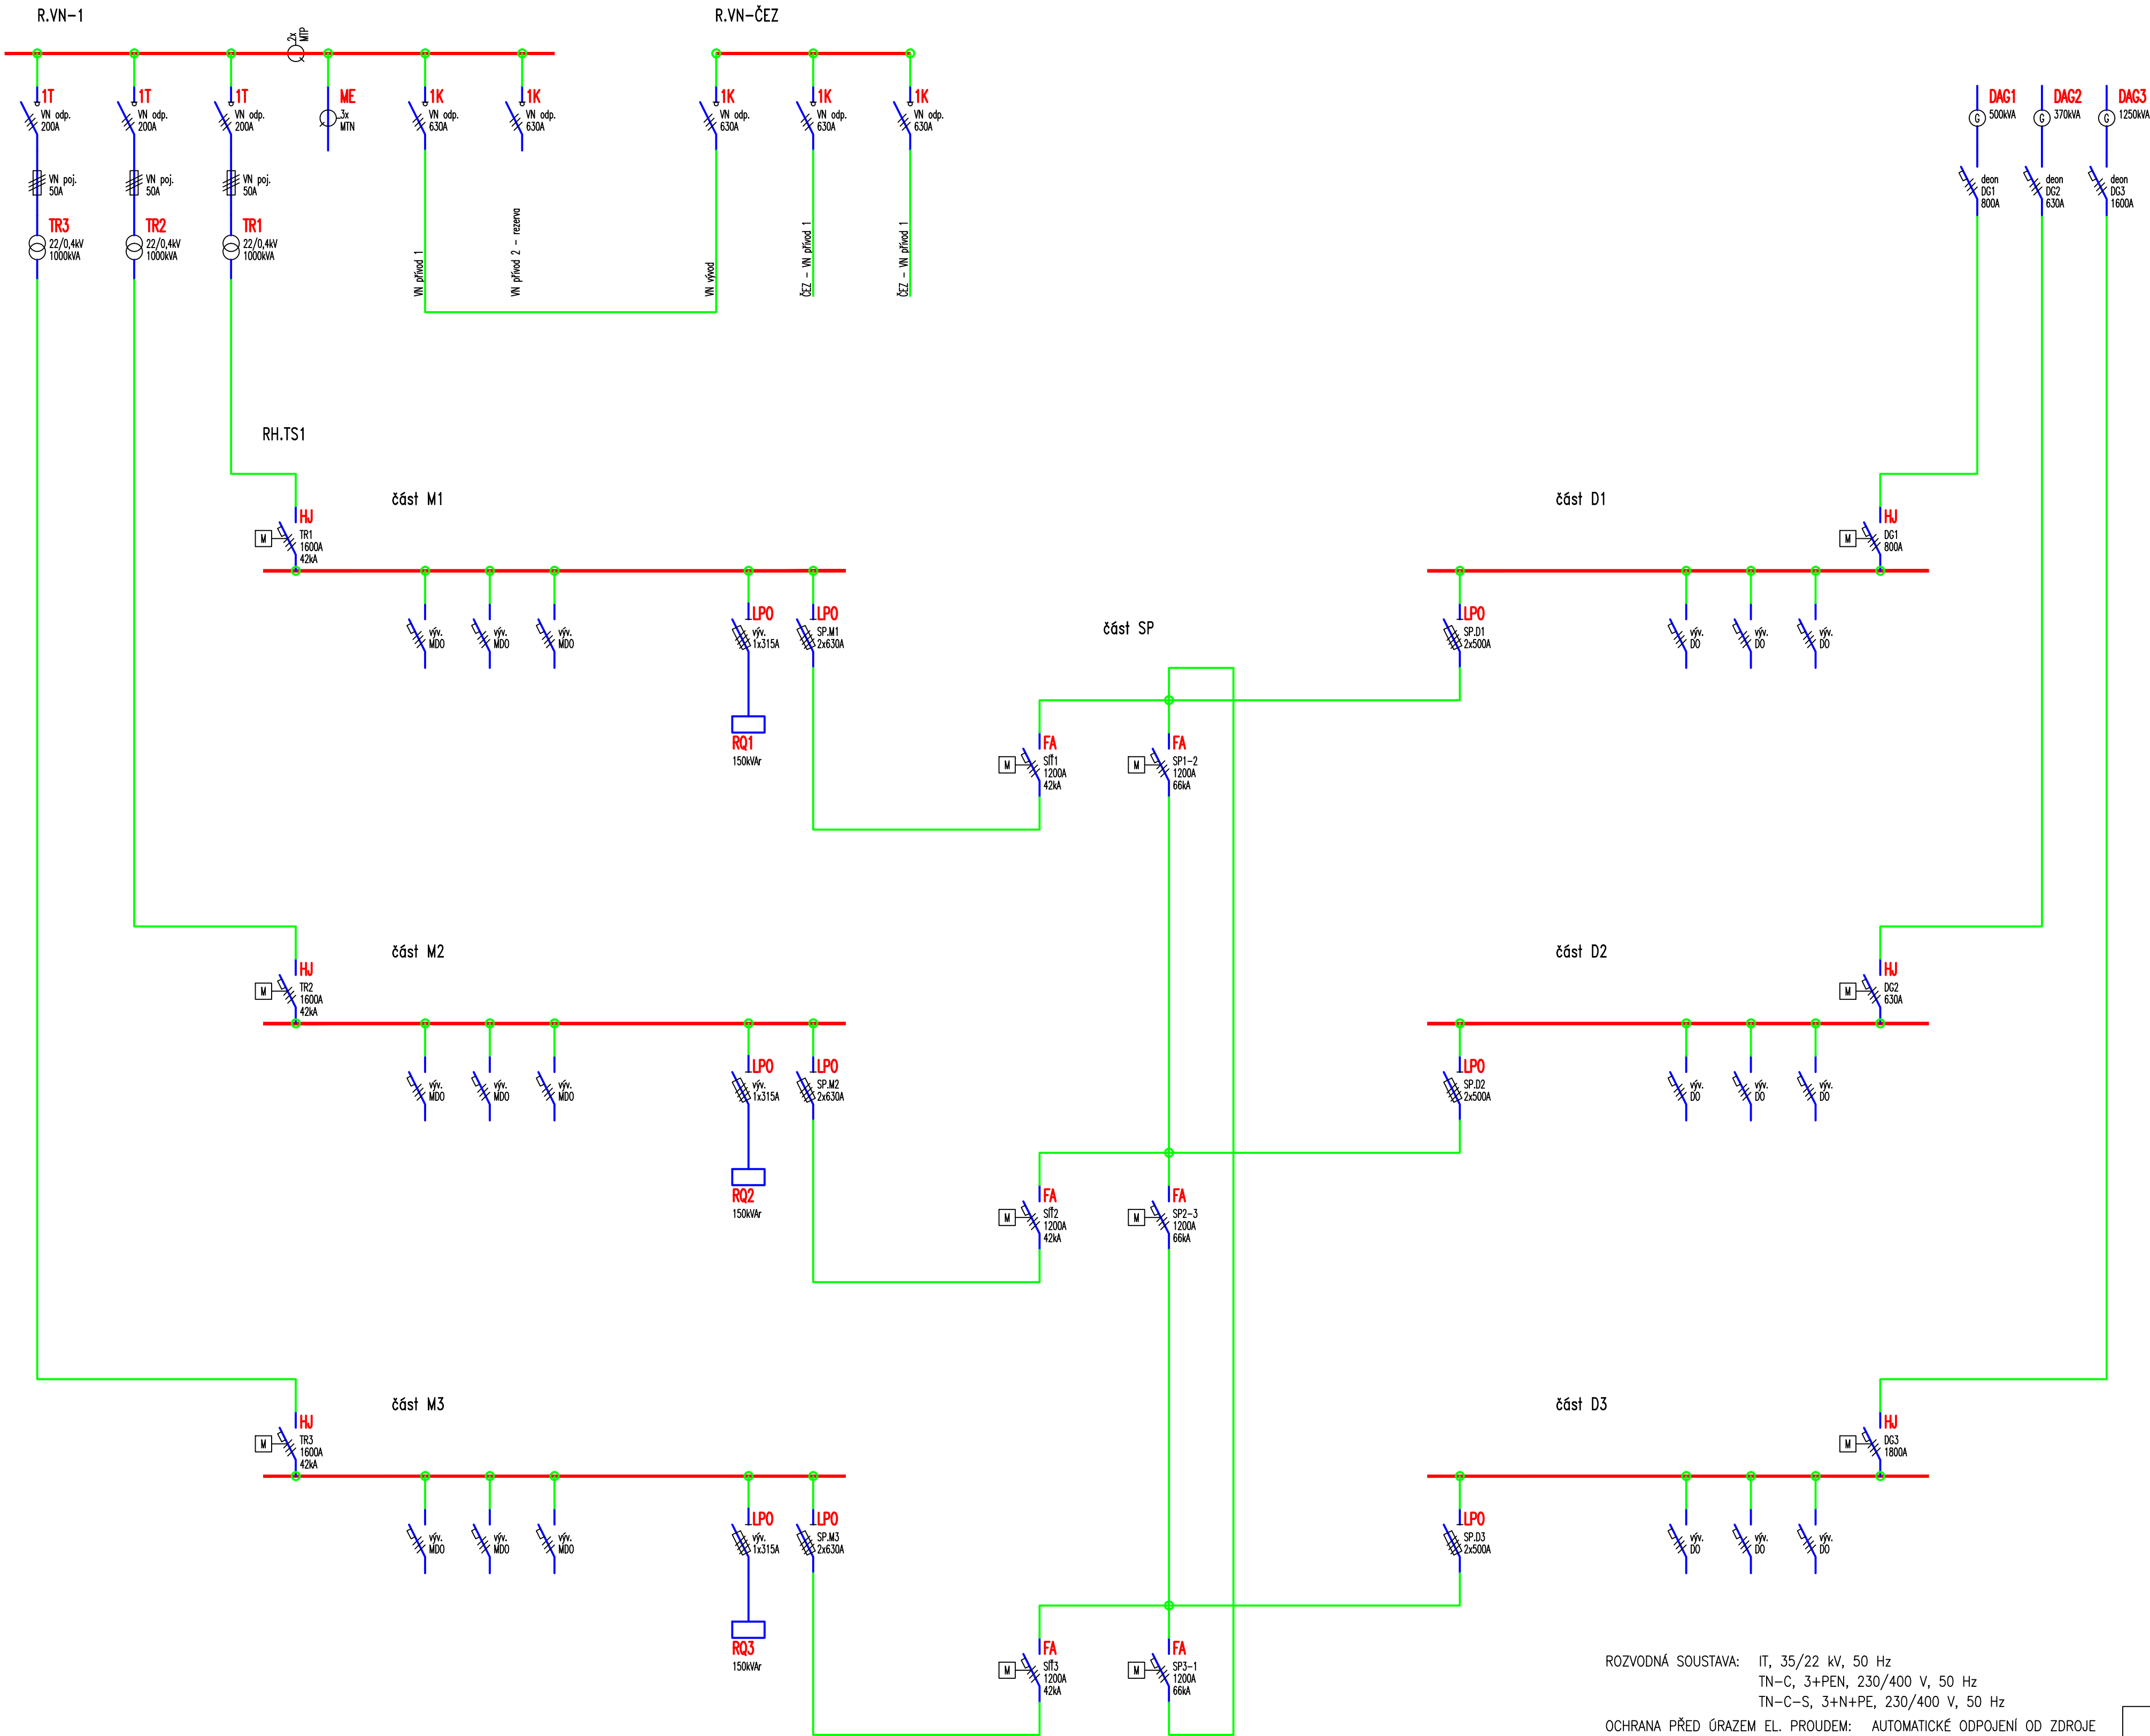 R.VN-1
R.VN-ČEZ
2x
MTP
1T
VN odp.
200A
1T
VN odp.
200A
1T
VN odp.
200A
ME
3x
MTN
1K
VN odp.
630A
1K
VN odp.
630A
1K
VN odp.
630A
1K
VN odp.
630A
1K
VN odp.
630A
DAG1
500kVA
G
DAG2
370kVA
G
DAG3
1250kVA
G
VN poj.
50A
VN poj.
50A
VN poj.
50A
deon
DG1
800A
deon
DG2
630A
deon
DG3
1600A
TR3
22/0,4kV
1000kVA
TR2
22/0,4kV
1000kVA
TR1
22/0,4kV
1000kVA
VN přívod 1
VN přívod 2 - rezerva
VN vývod
ČEZ - VN přívod 1
ČEZ - VN přívod 1
RH.TS1
část M1
část D1
HJ
TR1
1600A
42kA
M
HJ
DG1
800A
M
výv.
MDO
výv.
MDO
výv.
MDO
LPO
výv.
1x315A
LPO
SP.M1
2x630A
část SP
LPO
SP.D1
2x500A
výv.
DO
výv.
DO
výv.
DO
RQ1
150kVAr
FA
SÍŤ1
1200A
42kA
M
FA
SP1-2
1200A
66kA
M
část M2
část D2
HJ
TR2
1600A
42kA
M
HJ
DG2
630A
M
výv.
MDO
výv.
MDO
výv.
MDO
LPO
výv.
1x315A
LPO
SP.M2
2x630A
LPO
SP.D2
2x500A
výv.
DO
výv.
DO
výv.
DO
RQ2
150kVAr
FA
SÍŤ2
1200A
42kA
M
FA
SP2-3
1200A
66kA
M
část M3
část D3
HJ
TR3
1600A
42kA
M
HJ
DG3
1800A
M
výv.
MDO
výv.
MDO
výv.
MDO
LPO
výv.
1x315A
LPO
SP.M3
2x630A
LPO
SP.D3
2x500A
výv.
DO
výv.
DO
výv.
DO
RQ3
150kVAr
FA
SÍŤ3
1200A
42kA
M
FA
SP3-1
1200A
66kA
M
ROZVODNÁ SOUSTAVA: IT, 35/22 kV, 50 Hz
TN-C, 3+PEN, 230/400 V, 50 Hz
TN-C-S, 3+N+PE, 230/400 V, 50 Hz
OCHRANA PŘED ÚRAZEM EL. PROUDEM: AUTOMATICKÉ ODPOJENÍ OD ZDROJE